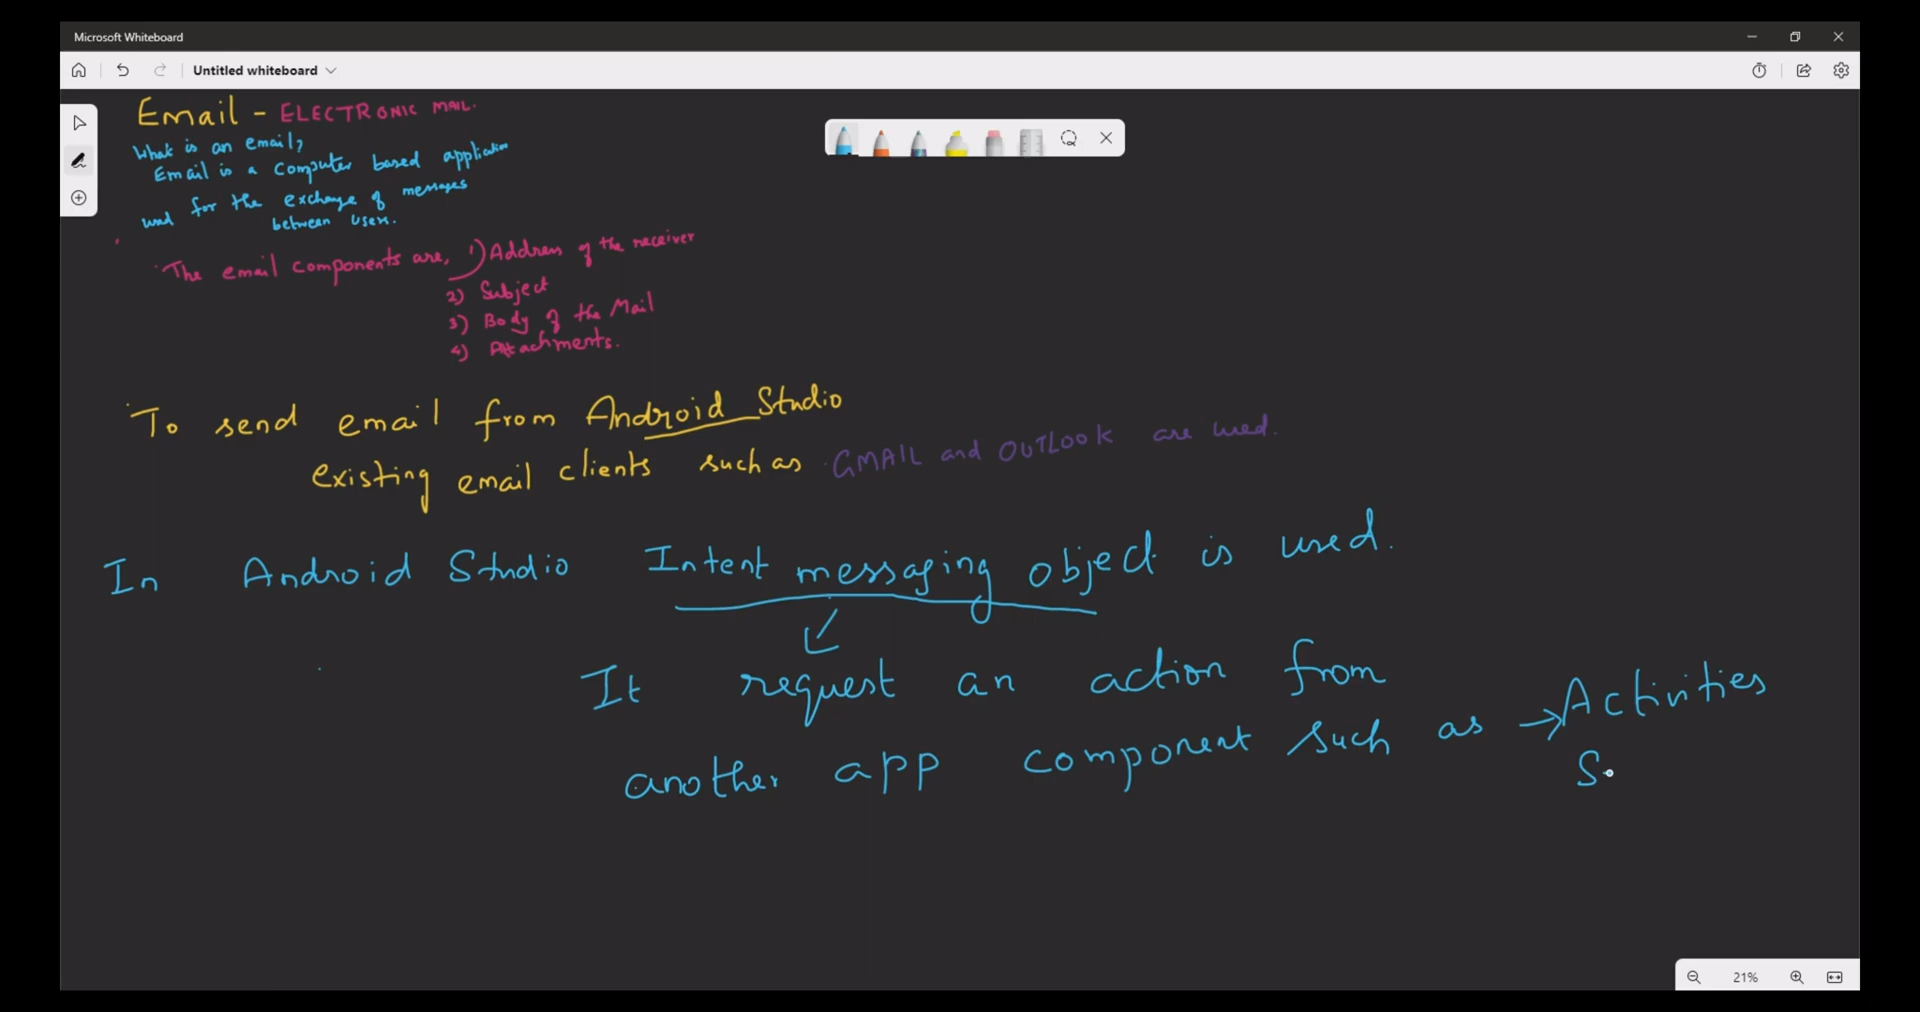 Microsoft Whiteboard
Untitled whiteboard
Email - ELECTRONIC MAIL.
What is an email?
Email is a computer based application
used for the exchange of messages
between users.
The email components are, 1) Address of the receiver
2) Subject
3) Body of the Mail
4) Attachments.
To send email from Android Studio
existing email clients such as GMAIL and OUTLOOK are used.
In Android Studio Intent messaging object is used.
It request an action from
another app component such as → Activities
S
21%